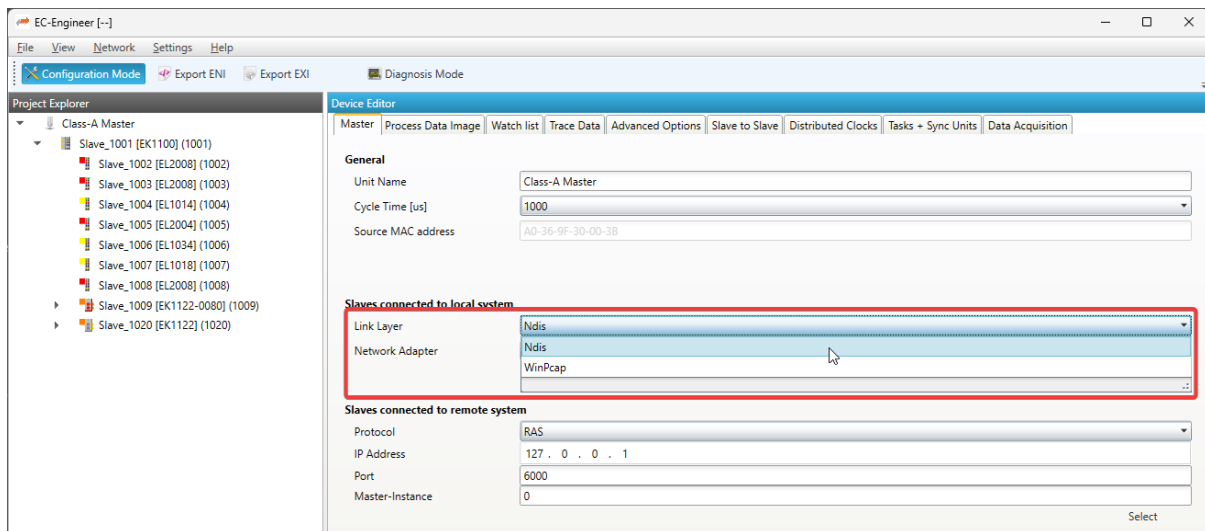 EC-Engineer [--]
File View Network Settings Help
Configuration Mode Export ENI Export EXI Diagnosis Mode
Project Explorer
Class-A Master
Slave_1001 [EK1100] (1001)
Slave_1002 [EL2008] (1002)
Slave_1003 [EL2008] (1003)
Slave_1004 [EL1014] (1004)
Slave_1005 [EL2004] (1005)
Slave_1006 [EL1034] (1006)
Slave_1007 [EL1018] (1007)
Slave_1008 [EL2008] (1008)
Slave_1009 [EK1122-0080] (1009)
Slave_1020 [EK1122] (1020)
Device Editor
Master Process Data Image Watch list Trace Data Advanced Options Slave to Slave Distributed Clocks Tasks + Sync Units Data Acquisition
General
Unit Name Class-A Master
Cycle Time [us] 1000
Source MAC address A0-36-9F-30-00-3B
Slaves connected to local system
Link Layer Ndis
Ndis
Network Adapter
WinPcap
Slaves connected to remote system
Protocol RAS
IP Address 127 . 0 . 0 . 1
Port 6000
Master-Instance 0
Select